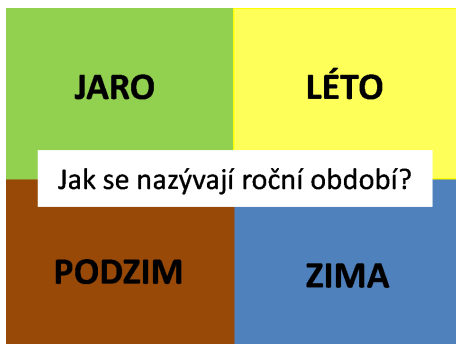 JARO
LÉTO
Jak se nazývají roční období?
PODZIM
ZIMA